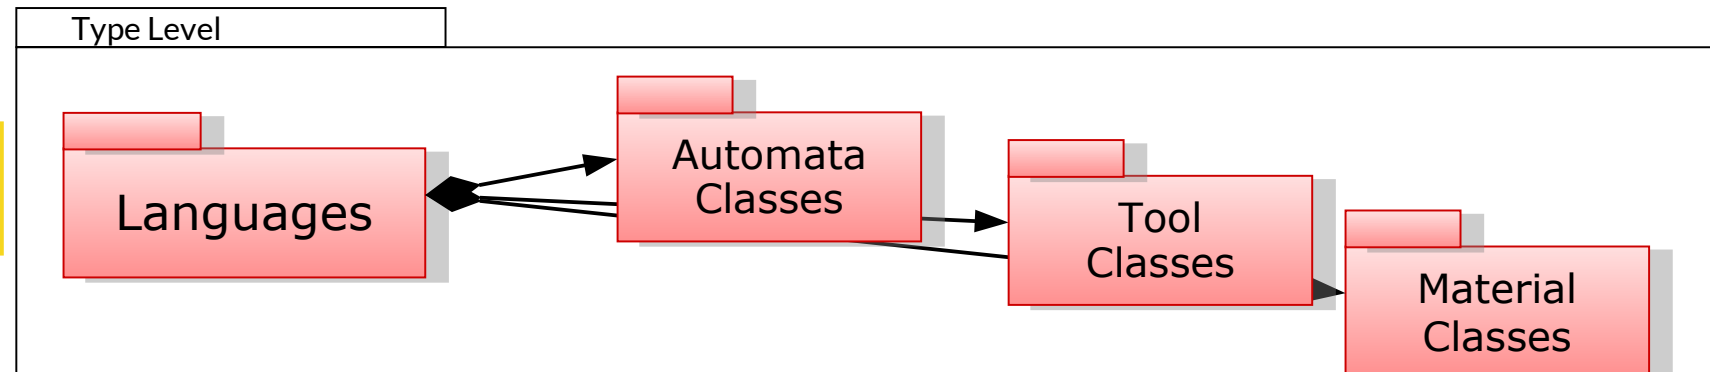 Type Level
Languages
Automata
Classes
Tool
Classes
Material
Classes